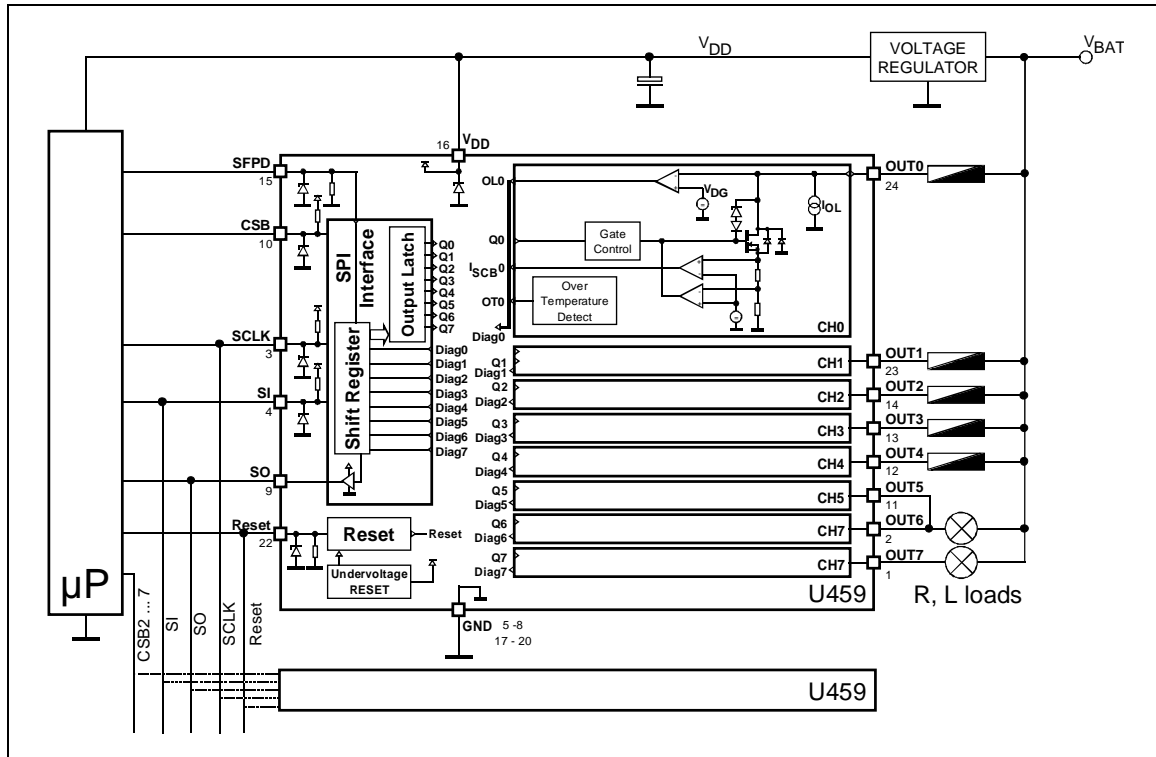 V_DD
VOLTAGE
REGULATOR
V_BAT
16
V_DD
SFPD
15
CSB
10
SCLK
3
SI
4
SO
9
Reset
22
µP
SPI
Interface
Shift Register
Output Latch
Q0
Q1
Q2
Q3
Q4
Q5
Q6
Q7
Diag0
Diag1
Diag2
Diag3
Diag4
Diag5
Diag6
Diag7
Reset
Reset
Undervoltage
RESET
OL0
Q0
I_SCB0
OT0
Diag0
V_DG
I_OL
Gate
Control
Over
Temperature
Detect
CH0
OUT0
24
Q1
Diag1
CH1
OUT1
23
Q2
Diag2
CH2
OUT2
14
Q3
Diag3
CH3
OUT3
13
Q4
Diag4
CH4
OUT4
12
Q5
Diag5
CH5
OUT5
11
Q6
Diag6
CH7
OUT6
2
Q7
Diag7
CH7
OUT7
1
U459
R, L loads
GND 5 -8
17 - 20
CSB2 ... 7
SI
SO
SCLK
Reset
U459